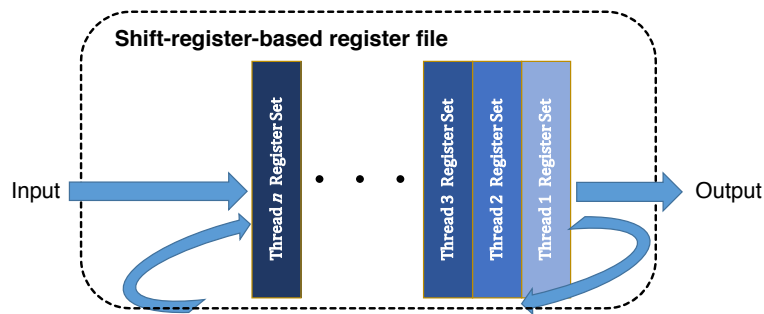 Shift-register-based register file
Input
Thread n Register Set
• • •
Thread 3 Register Set
Thread 2 Register Set
Thread 1 Register Set
Output